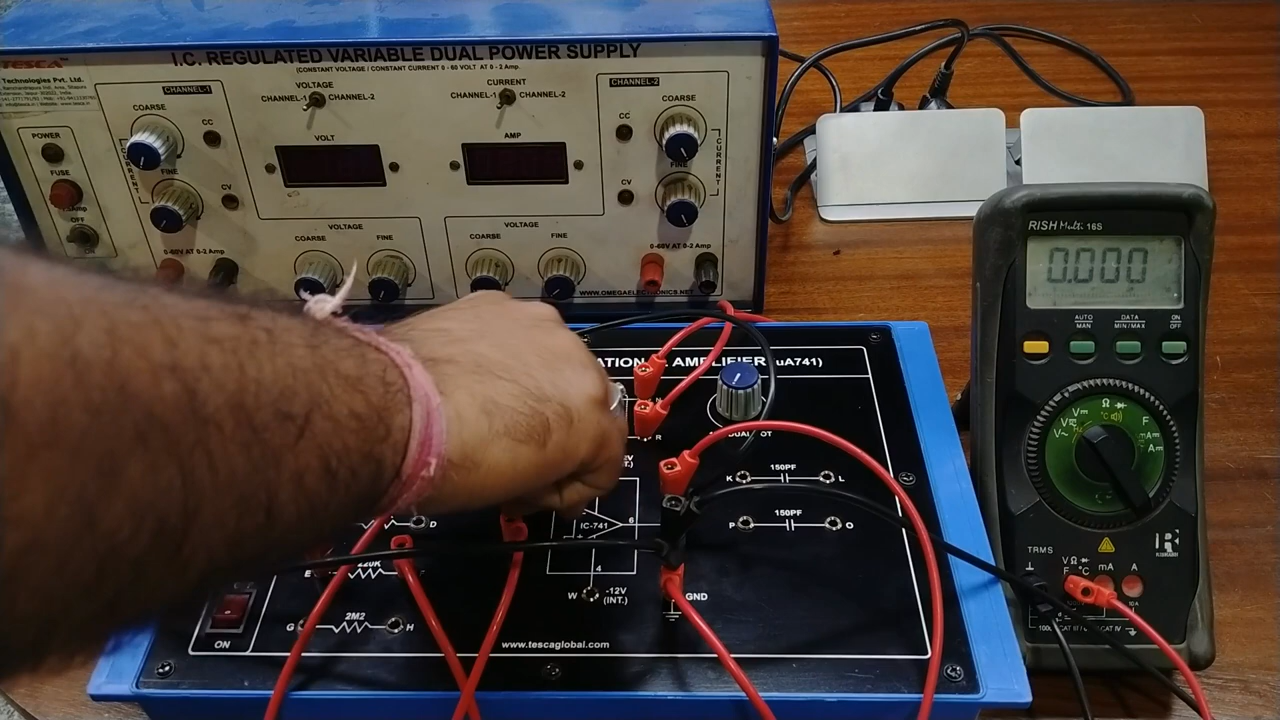 TESCA
I.C. REGULATED VARIABLE DUAL POWER SUPPLY
(CONSTANT VOLTAGE / CONSTANT CURRENT 0 - 60 VOLT AT 0 - 2 Amp.)
Technologies Pvt. Ltd.
CHANNEL-1
VOLTAGE
CHANNEL-1 CHANNEL-2
CURRENT
CHANNEL-1 CHANNEL-2
CHANNEL-2
COARSE
CC
VOLT
AMP
CC
COARSE
POWER
CURRENT
FINE
CV
CV
FINE
CURRENT
FUSE
OFF
ON
0-60V AT 0-2 Amp
VOLTAGE
COARSE
FINE
VOLTAGE
COARSE
FINE
0-60V AT 0-2 Amp
RISH Multi 16S
0.000
AUTO
MAN
DATA
MIN/MAX
ON
OFF
AMPLIFIER (uA741)
R
K
150PF
L
P
150PF
O
D
IC-741
6
4
E
220K
W
-12V
(INT.)
GND
G
2M2
H
ON
www.tescaglobal.com
Ω
V
V~
°C
F
mA
A
TRMS
VΩ
F °C
mA
A
10A